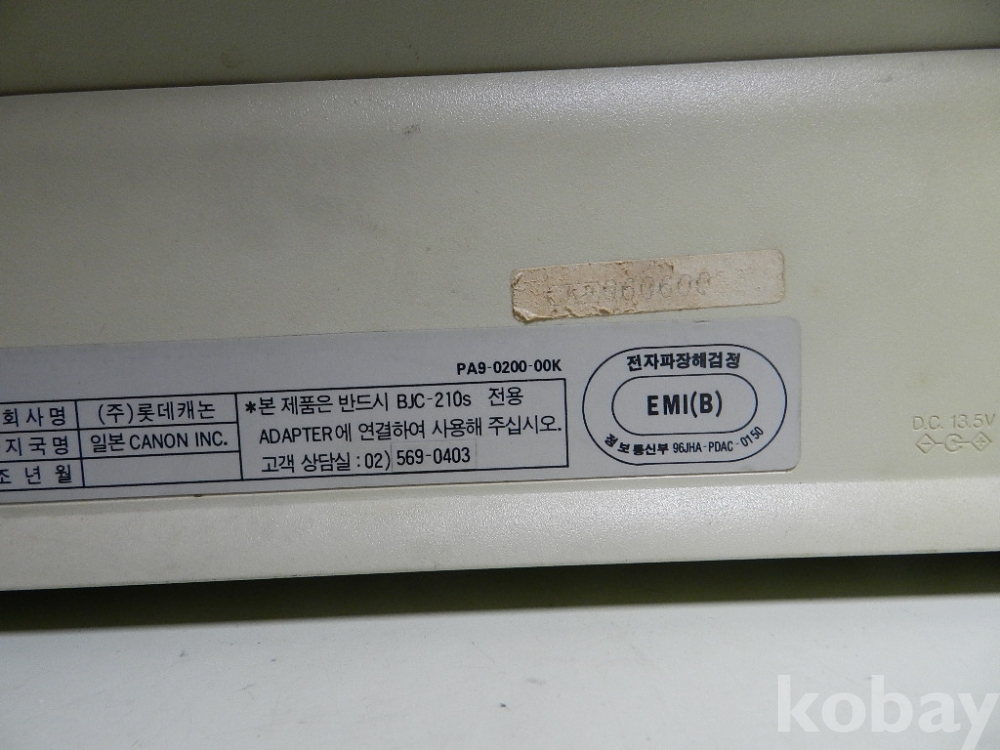 960600
PA9-0200-00K
회사명 (주)롯데캐논
지국명 일본 CANON INC.
조년월
*본 제품은 반드시 BJC-210s 전용
ADAPTER에 연결하여 사용해 주십시오.
고객 상담실 : 02) 569-0403
전자파장해검정
EMI(B)
정보통신부 96JHA-PDAC-0150
D.C. 13.5V
kobay